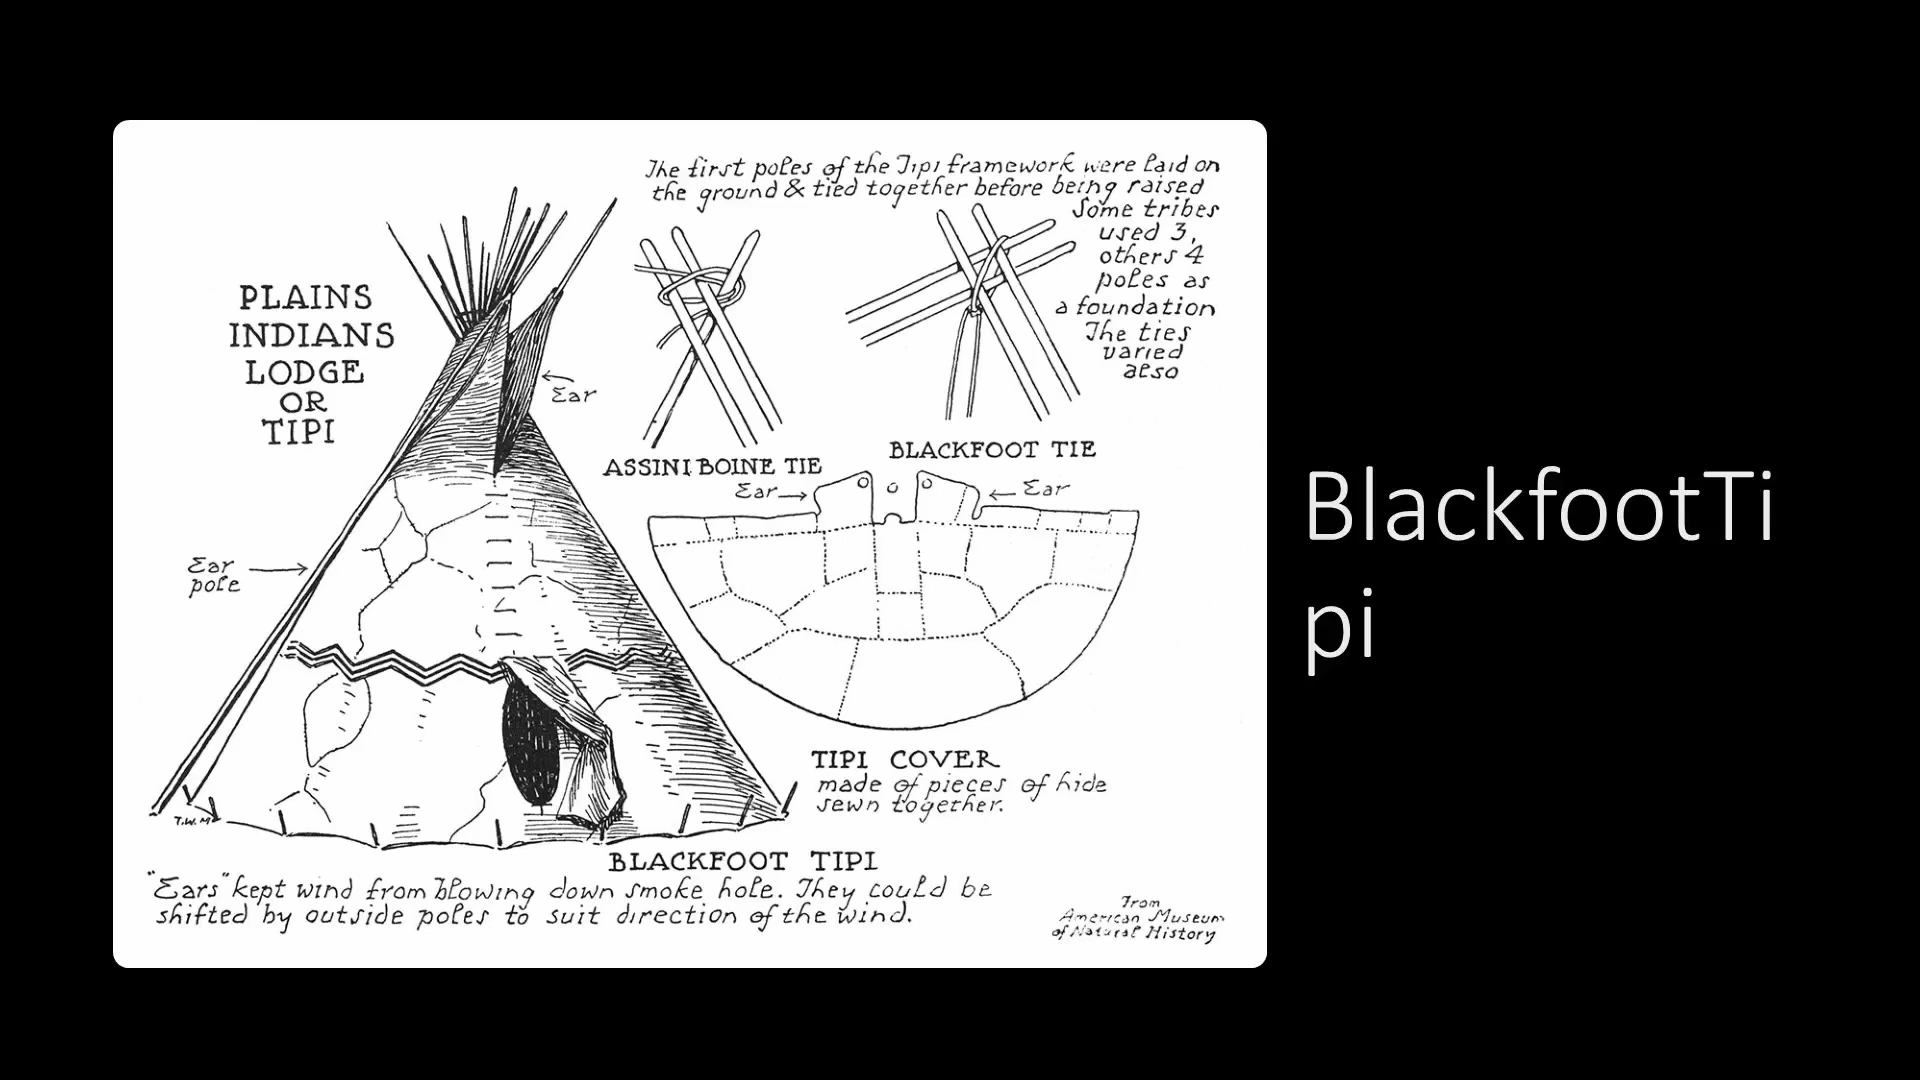 The first poles of the Tipi framework were laid on
the ground & tied together before being raised
Some tribes
used 3,
others 4
poles as
a foundation
The ties
varied
also
PLAINS
INDIANS
LODGE
OR
TIPI
Ear
ASSINIBOINE TIE
BLACKFOOT TIE
Ear
Ear
Ear
pole
TIPI COVER
made of pieces of hide
sewn together.
T.W.M
BLACKFOOT TIPI
"Ears" kept wind from blowing down smoke hole. They could be
shifted by outside poles to suit direction of the wind.
From
American Museum
of Natural History
BlackfootTi
pi